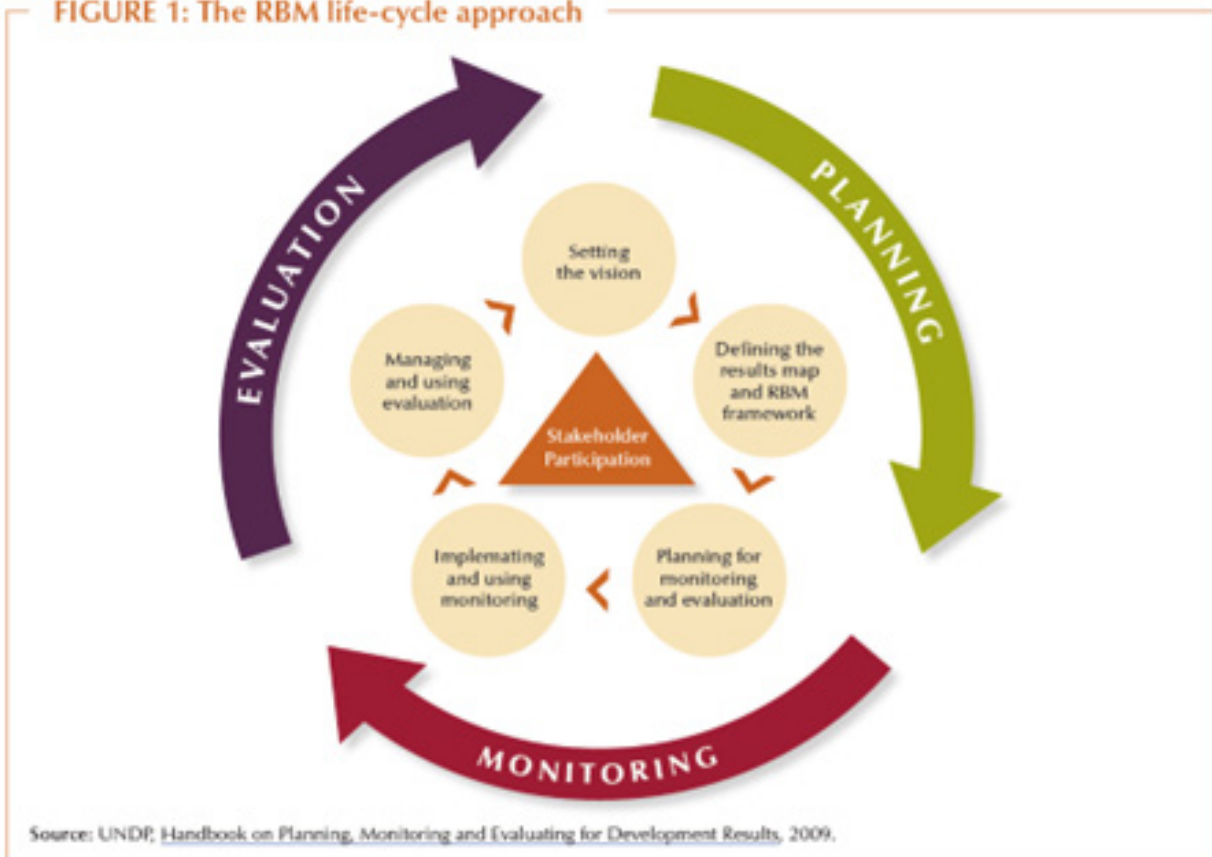 FIGURE 1: The RBM life-cycle approach
EVALUATION
PLANNING
Setting
the vision
Managing
and using
evaluation
Defining the
results map
and RBM
framework
Stakeholder
Participation
Implemating
and using
monitoring
Planning for
monitoring
and evaluation
MONITORING
Source: UNDP, Handbook on Planning, Monitoring and Evaluating for Development Results, 2009.